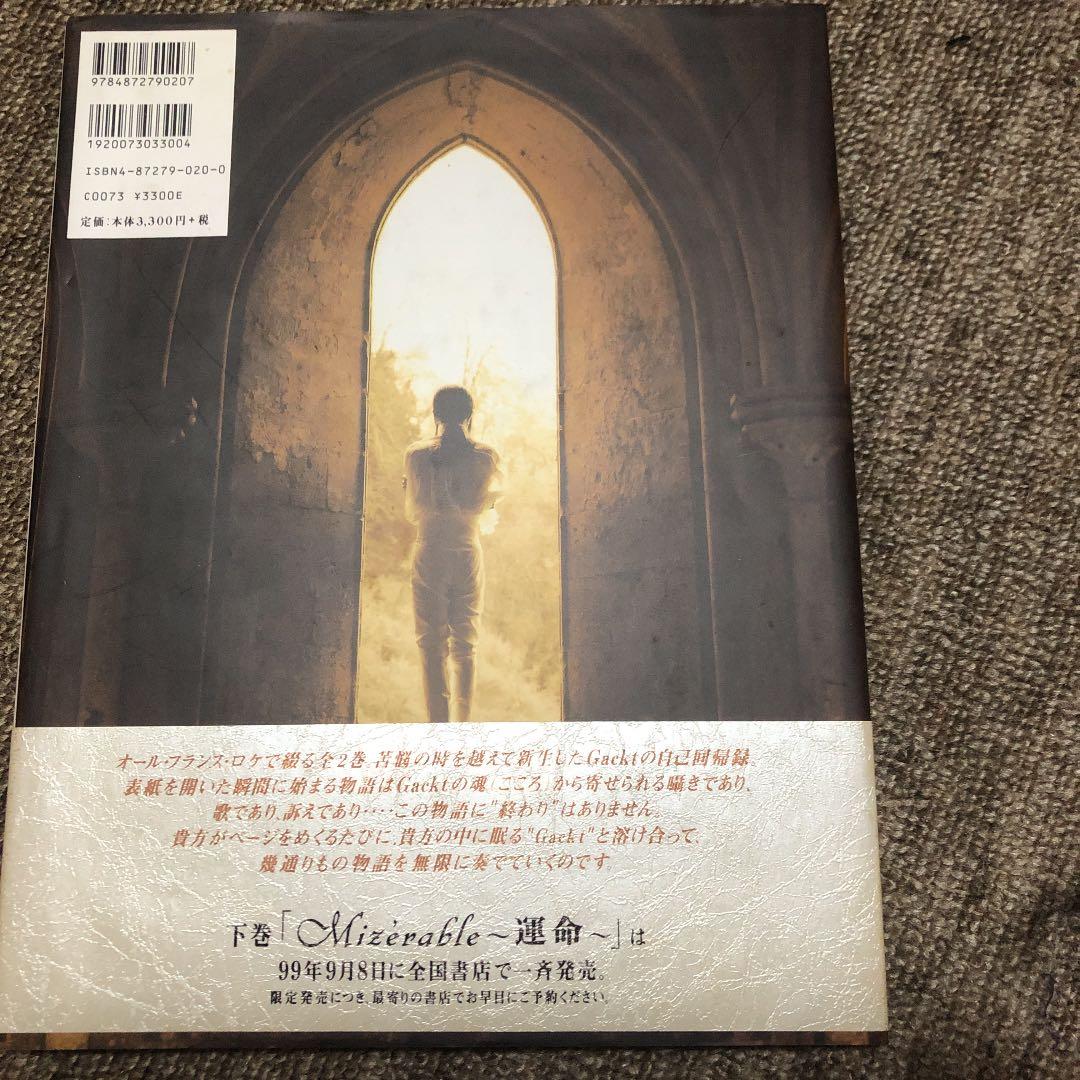 9784872790207
1920073033004
ISBN4-87279-020-0
C0073 ¥3300E
定価:本体3,300円+税
オール・フランス・ロケで綴る全2巻。苦悩の時を越えて新生したGacktの自己回帰録。
表紙を開いた瞬間に始まる物語はGacktの魂「こころ」から寄せられる囁きであり、
歌であり、訴えであり‥‥この物語に"終わり"はありません。
貴方がページをめくるたびに、貴方の中に眠る"Gackt"と溶け合って、
幾通りもの物語を無限に奏でていくのです。
下巻「Mizérable～運命～」は
99年9月8日に全国書店で一斉発売。
限定発売につき、最寄りの書店でお早目にご予約ください。